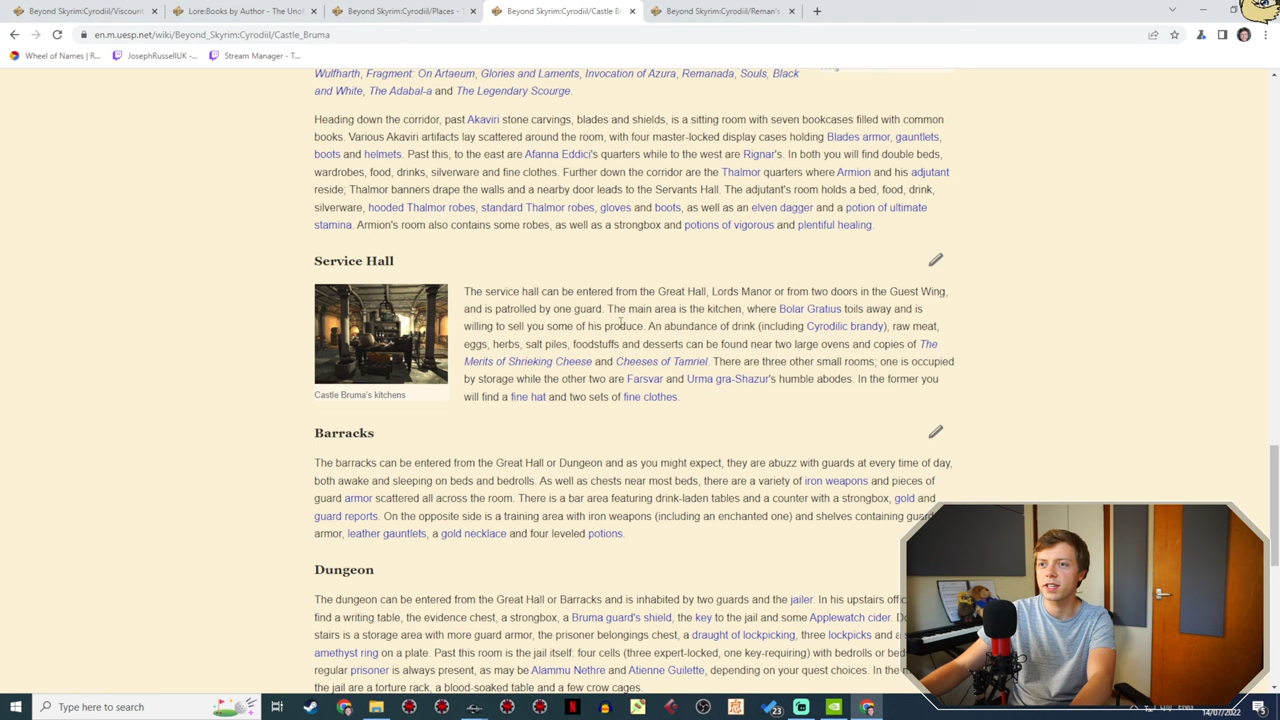 Beyond Skyrim:Cyrodiil/Viscount
Lore:Books by Author - The Uno
Beyond Skyrim:Cyrodiil/Places - T
Beyond Skyrim:Cyrodiil/Castle B
Beyond Skyrim:Cyrodiil/Reman's
en.m.uesp.net/wiki/Beyond_Skyrim:Cyrodiil/Castle_Bruma
Wheel of Names | R...
JosephRussellUK -...
Stream Manager - T...
Wulfharth, Fragment: On Artaeum, Glories and Laments, Invocation of Azura, Remanada, Souls, Black
and White, The Adabal-a and The Legendary Scourge.
Heading down the corridor, past Akaviri stone carvings, blades and shields, is a sitting room with seven bookcases filled with common
books. Various Akaviri artifacts lay scattered around the room, with four master-locked display cases holding Blades armor, gauntlets,
boots and helmets. Past this, to the east are Afanna Eddici's quarters while to the west are Rignar's. In both you will find double beds,
wardrobes, food, drinks, silverware and fine clothes. Further down the corridor are the Thalmor quarters where Armion and his adjutant
reside; Thalmor banners drape the walls and a nearby door leads to the Servants Hall. The adjutant's room holds a bed, food, drink,
silverware, hooded Thalmor robes, standard Thalmor robes, gloves and boots, as well as an elven dagger and a potion of ultimate
stamina. Armion's room also contains some robes, as well as a strongbox and potions of vigorous and plentiful healing.
Service Hall
The service hall can be entered from the Great Hall, Lords Manor or from two doors in the Guest Wing,
and is patrolled by one guard. The main area is the kitchen, where Bolar Gratius toils away and is
willing to sell you some of his produce. An abundance of drink (including Cyrodilic brandy), raw meat,
eggs, herbs, salt piles, foodstuffs and desserts can be found near two large ovens and copies of The
Merits of Shrieking Cheese and Cheeses of Tamriel. There are three other small rooms; one is occupied
by storage while the other two are Farsvar and Urma gra-Shazur's humble abodes. In the former you
will find a fine hat and two sets of fine clothes.
Castle Bruma's kitchens
Barracks
The barracks can be entered from the Great Hall or Dungeon and as you might expect, they are abuzz with guards at every time of day,
both awake and sleeping on beds and bedrolls. As well as chests near most beds, there are a variety of iron weapons and pieces of
guard armor scattered all across the room. There is a bar area featuring drink-laden tables and a counter with a strongbox, gold and
guard reports. On the opposite side is a training area with iron weapons (including an enchanted one) and shelves containing guard
armor, leather gauntlets, a gold necklace and four leveled potions.
Dungeon
The dungeon can be entered from the Great Hall or Barracks and is inhabited by two guards and the jailer. In his upstairs
find a writing table, the evidence chest, a strongbox, a Bruma guard's shield, the key to the jail and some Applewatch cider.
stairs is a storage area with more guard armor, the prisoner belongings chest, a draught of lockpicking, three lockpicks and a
amethyst ring on a plate. Past this room is the jail itself: four cells (three expert-locked, one key-requiring) with bedrolls or
regular prisoner is always present, as may be Alammu Nethre and Atienne Guilette, depending on your quest choices. In the
the jail are a torture rack, a blood-soaked table and a few crow cages.
Type here to search
23
14/07/2022